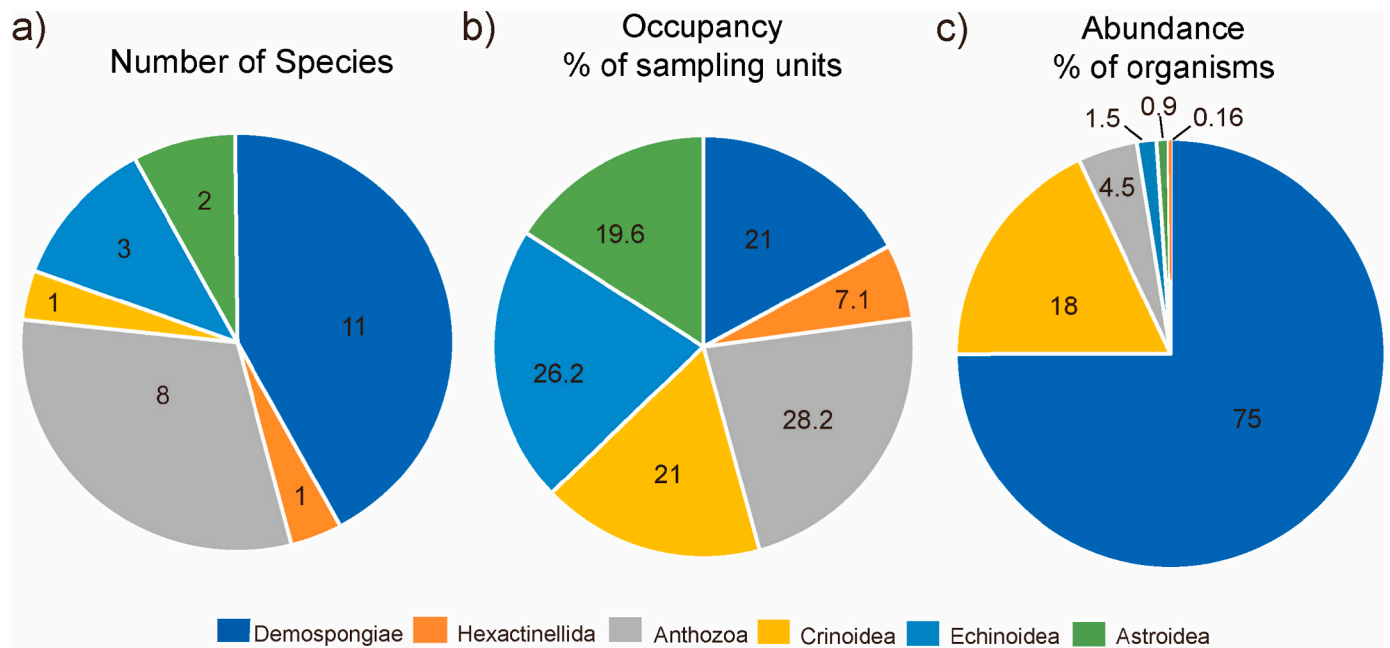 a)
Number of Species
2
3
1
11
8
1
b)
Occupancy
% of sampling units
19.6
21
7.1
26.2
28.2
21
c)
Abundance
% of organisms
1.5
0.9
0.16
4.5
18
75
Demospongiae Hexactinellida Anthozoa Crinoidea Echinoidea Astroidea